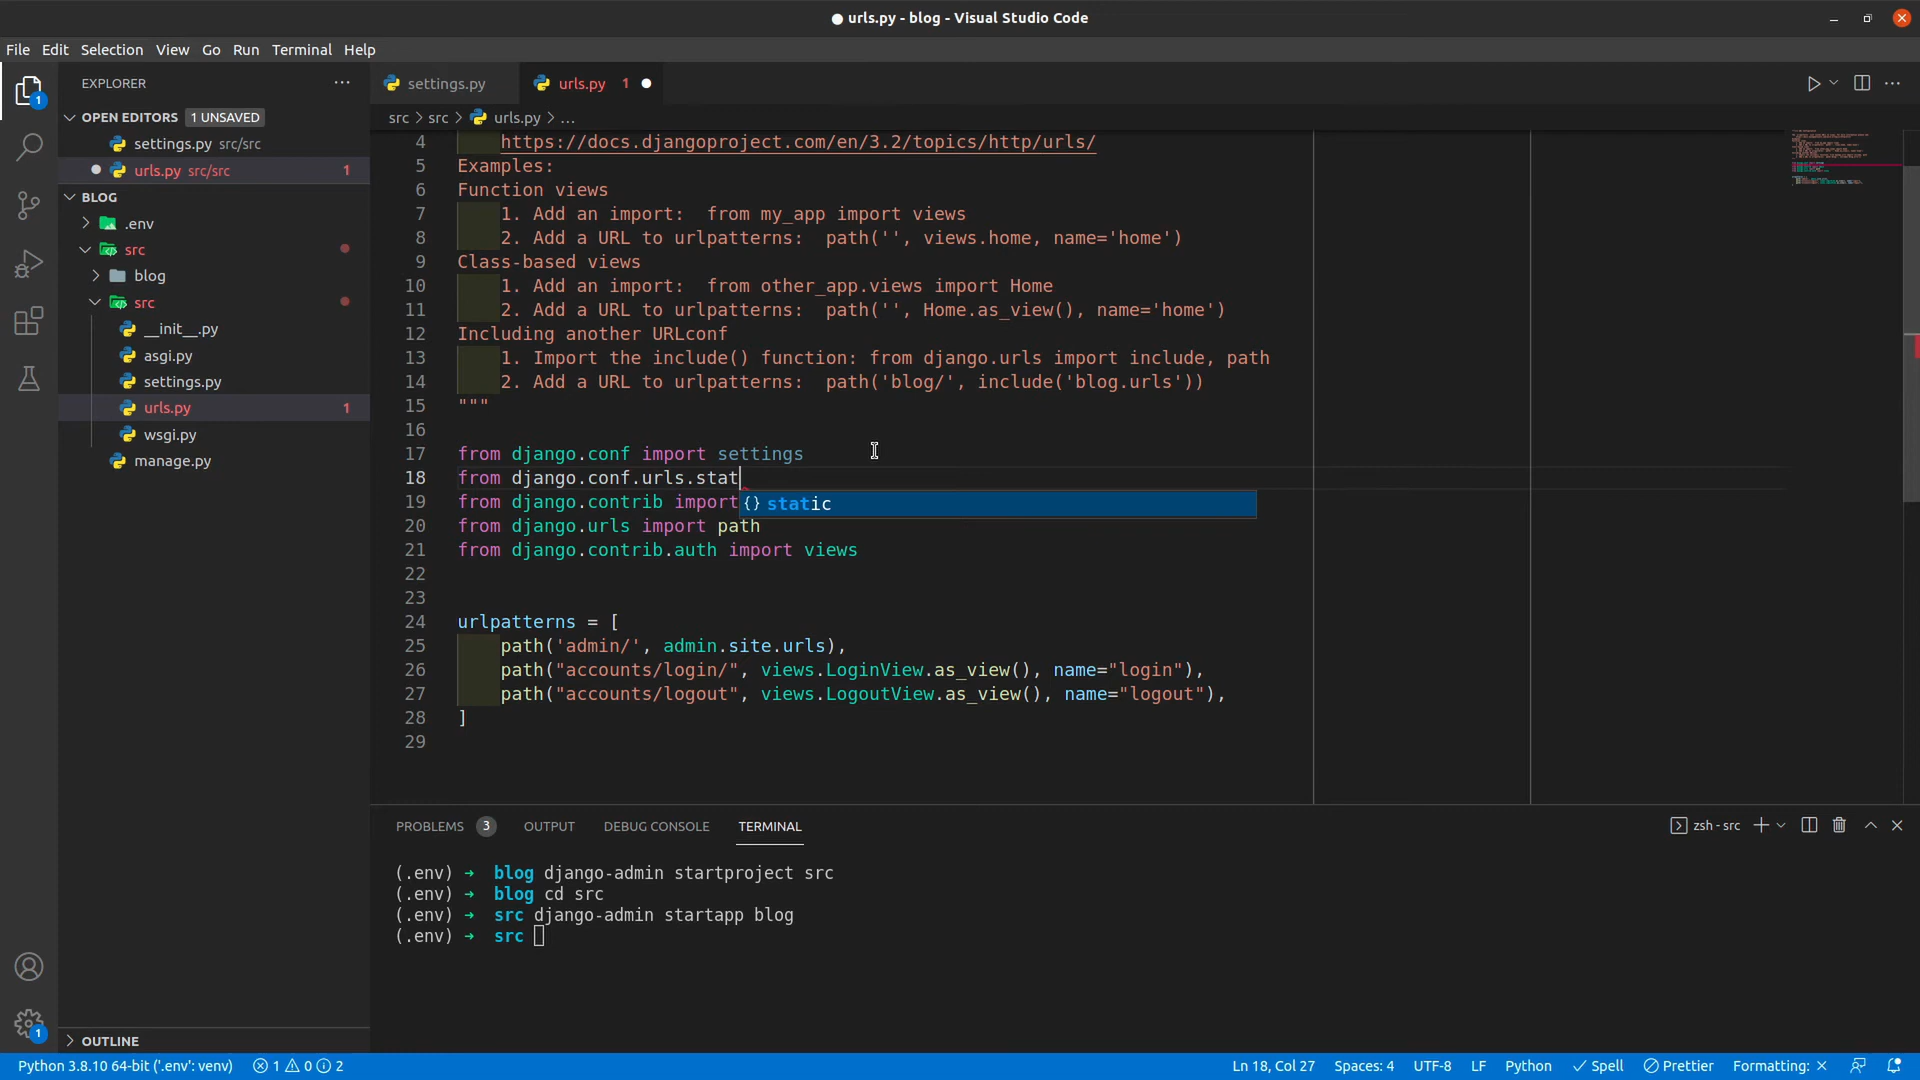 urls.py - blog - Visual Studio Code
File Edit Selection View Go Run Terminal Help
EXPLORER
OPEN EDITORS 1 UNSAVED
settings.py src/src
urls.py src/src 1
BLOG
.env
src
blog
src
__init__.py
asgi.py
settings.py
urls.py 1
wsgi.py
manage.py
OUTLINE
1
1
settings.py urls.py 1
src > src > urls.py > ...
4 https://docs.djangoproject.com/en/3.2/topics/http/urls/
5 Examples:
6 Function views
7 1. Add an import:  from my_app import views
8 2. Add a URL to urlpatterns:  path('', views.home, name='home')
9 Class-based views
10 1. Add an import:  from other_app.views import Home
11 2. Add a URL to urlpatterns:  path('', Home.as_view(), name='home')
12 Including another URLconf
13 1. Import the include() function: from django.urls import include, path
14 2. Add a URL to urlpatterns:  path('blog/', include('blog.urls'))
15 """
16
17 from django.conf import settings
18 from django.conf.urls.stat
19 from django.contrib import
{} static
20 from django.urls import path
21 from django.contrib.auth import views
22
23
24 urlpatterns = [
25 path('admin/', admin.site.urls),
26 path("accounts/login/", views.LoginView.as_view(), name="login"),
27 path("accounts/logout", views.LogoutView.as_view(), name="logout"),
28 ]
29
PROBLEMS 3 OUTPUT DEBUG CONSOLE TERMINAL zsh - src
(.env) → blog django-admin startproject src
(.env) → blog cd src
(.env) → src django-admin startapp blog
(.env) → src
Python 3.8.10 64-bit ('.env': venv) 1 0 2 Ln 18, Col 27 Spaces: 4 UTF-8 LF Python Spell Prettier Formatting: ×